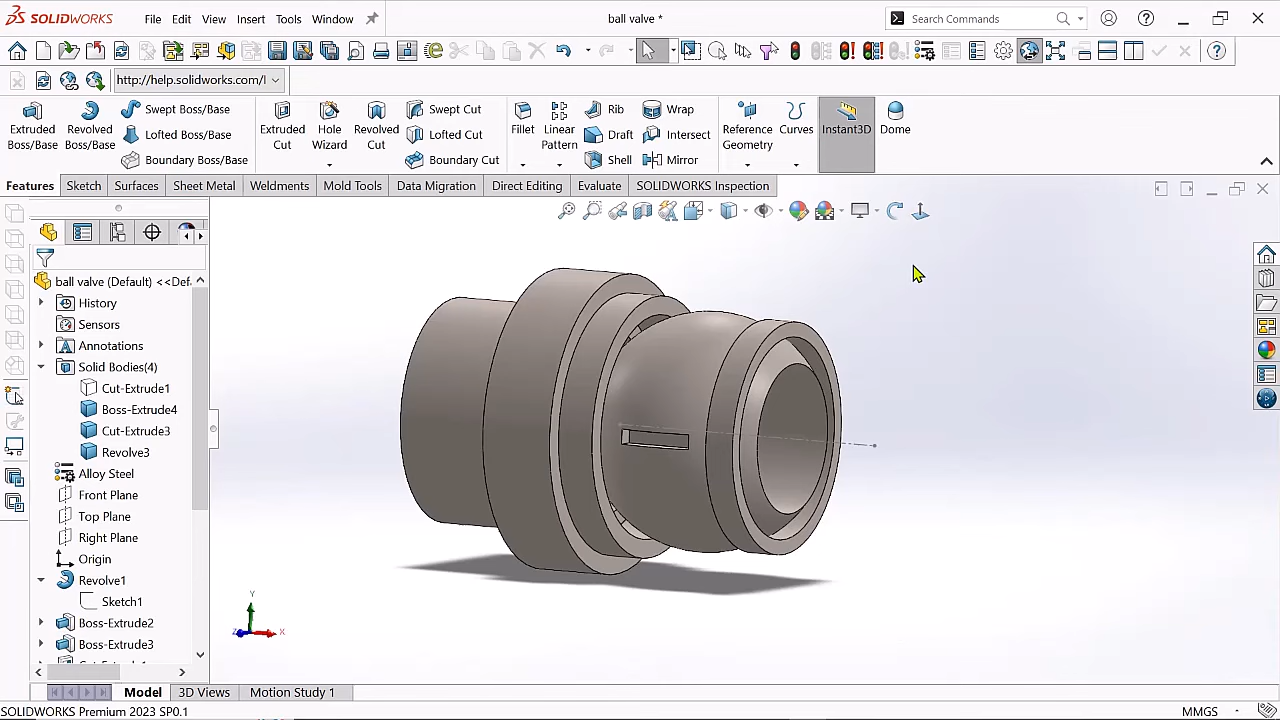 SOLIDWORKS File Edit View Insert Tools Window ball valve * Search Commands
http://help.solidworks.com/
Extruded Boss/Base
Revolved Boss/Base
Swept Boss/Base
Lofted Boss/Base
Boundary Boss/Base
Extruded Cut
Hole Wizard
Revolved Cut
Swept Cut
Lofted Cut
Boundary Cut
Fillet
Linear Pattern
Rib
Draft
Shell
Wrap
Intersect
Mirror
Reference Geometry
Curves
Instant3D
Dome
Features Sketch Surfaces Sheet Metal Weldments Mold Tools Data Migration Direct Editing Evaluate SOLIDWORKS Inspection
ball valve (Default) <<Def
History
Sensors
Annotations
Solid Bodies(4)
Cut-Extrude1
Boss-Extrude4
Cut-Extrude3
Revolve3
Alloy Steel
Front Plane
Top Plane
Right Plane
Origin
Revolve1
Sketch1
Boss-Extrude2
Boss-Extrude3
Y
Z X
Model 3D Views Motion Study 1
SOLIDWORKS Premium 2023 SP0.1 MMGS